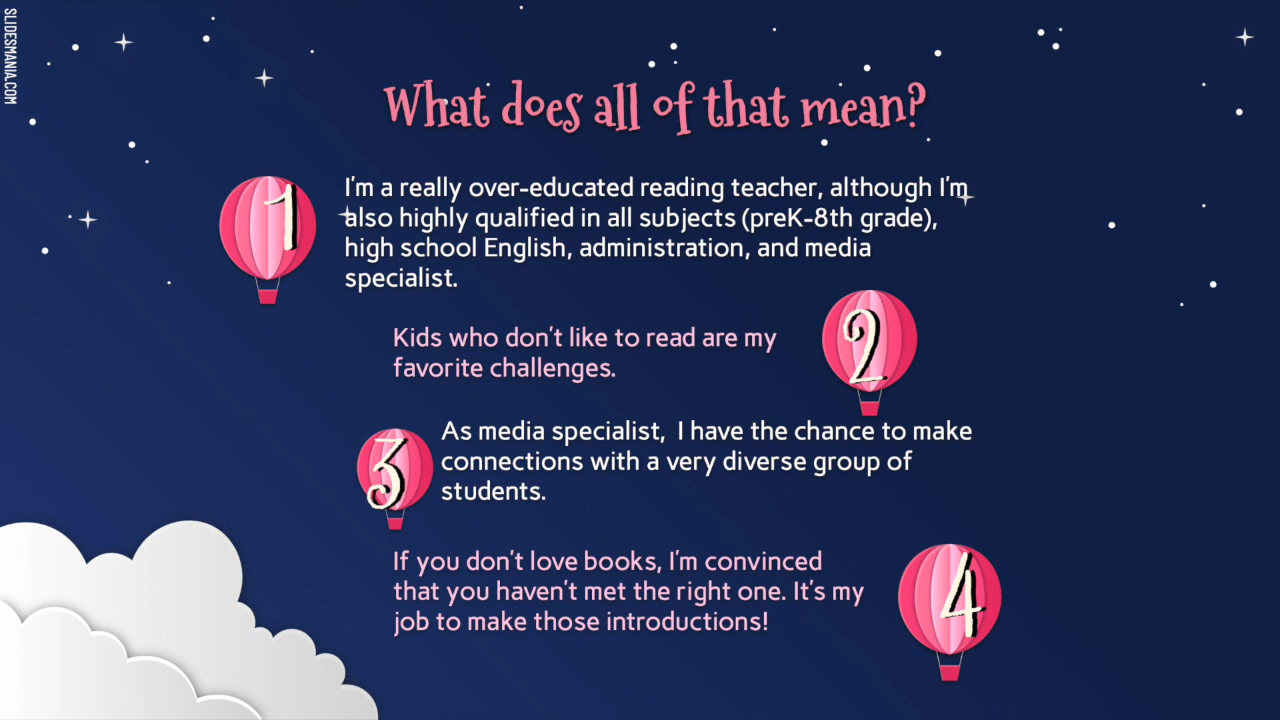 SLIDESMANIA.COM
What does all of that mean?
1
I'm a really over-educated reading teacher, although I'm
also highly qualified in all subjects (preK-8th grade),
high school English, administration, and media
specialist.
2
Kids who don't like to read are my
favorite challenges.
3
As media specialist, I have the chance to make
connections with a very diverse group of
students.
4
If you don't love books, I'm convinced
that you haven't met the right one. It's my
job to make those introductions!